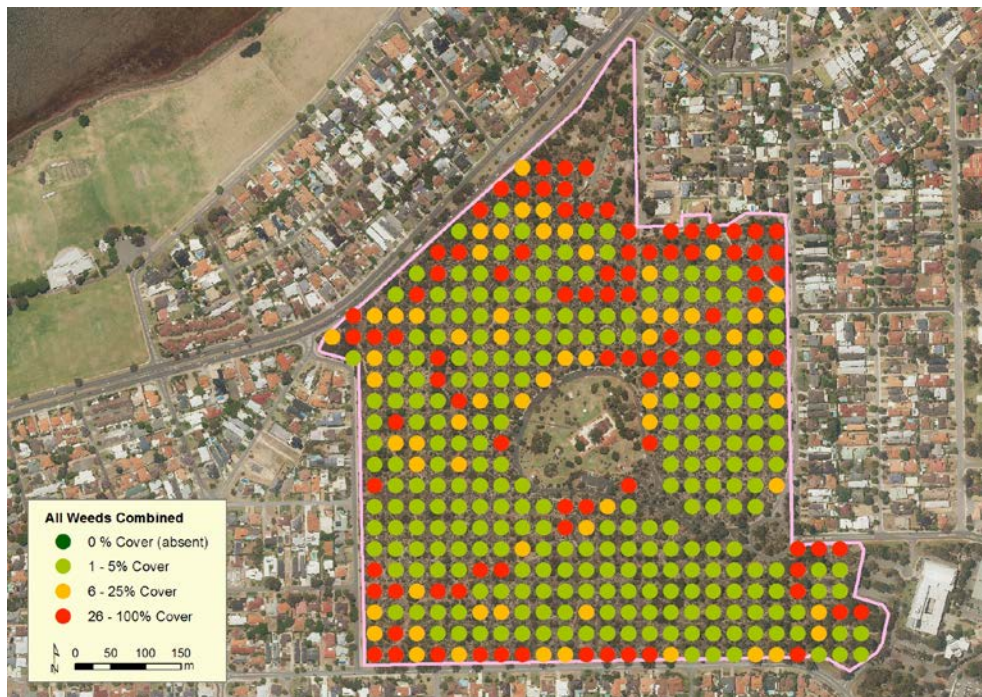 All Weeds Combined
0 % Cover (absent)
1 - 5% Cover
6 - 25% Cover
26 - 100% Cover
N
0 50 100 150
m